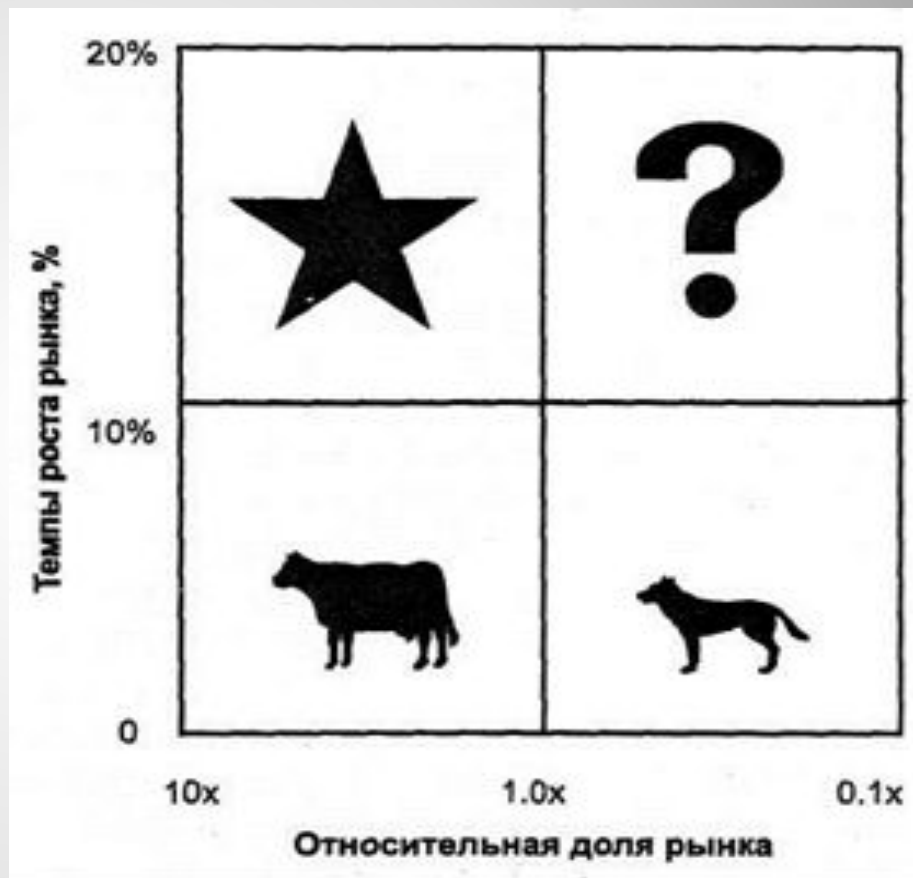 20%
?
Темпы роста рынка, %
10%
0
10x
1.0x
0.1x
Относительная доля рынка